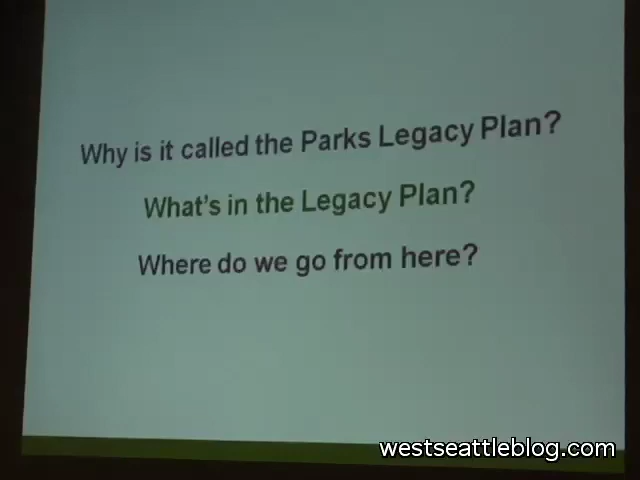 Why is it called the Parks Legacy Plan?
What's in the Legacy Plan?
Where do we go from here?
westseattleblog.com